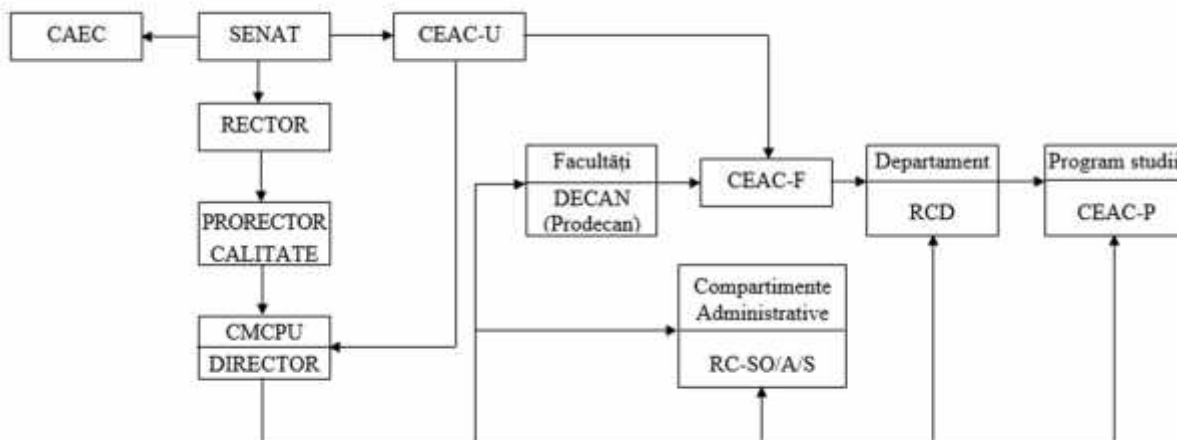 CAEC
SENAT
CEAC-U
RECTOR
PRORECTOR
CALITATE
CMCPU
DIRECTOR
Facultăți
DECAN
(Prodecan)
CEAC-F
Departament
RCD
Program studii
CEAC-P
Compartimente
Administrative
RC-SO/A/S